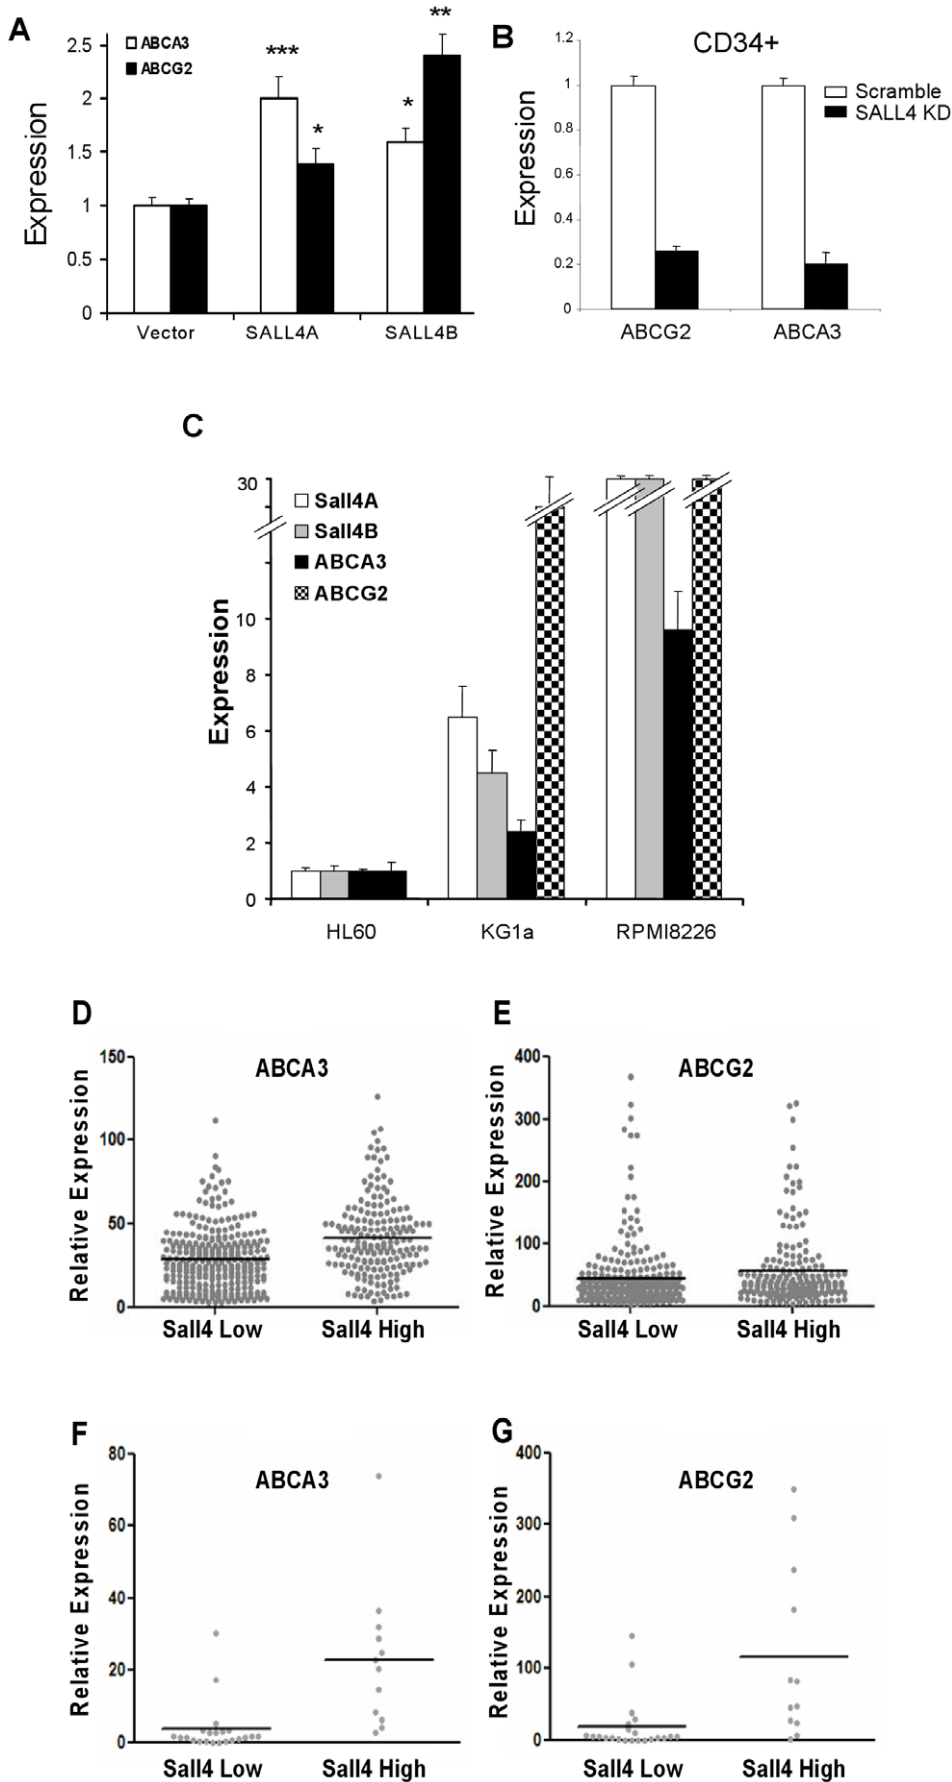 A
Expression
2.5
2
1.5
1
0.5
0
ABCA3
ABCG2
***
*
*
**
Vector
SALL4A
SALL4B
B
CD34+
Expression
1.2
1
0.8
0.6
0.4
0.2
0
Scramble
SALL4 KD
ABCG2
ABCA3
C
Expression
30
10
8
6
4
2
0
Sall4A
Sall4B
ABCA3
ABCG2
HL60
KG1a
RPMI8226
D
ABCA3
Relative Expression
150
100
50
0
Sall4 Low
Sall4 High
E
ABCG2
Relative Expression
400
300
200
100
0
Sall4 Low
Sall4 High
F
ABCA3
Relative Expression
80
60
40
20
0
Sall4 Low
Sall4 High
G
ABCG2
Relative Expression
400
300
200
100
0
Sall4 Low
Sall4 High